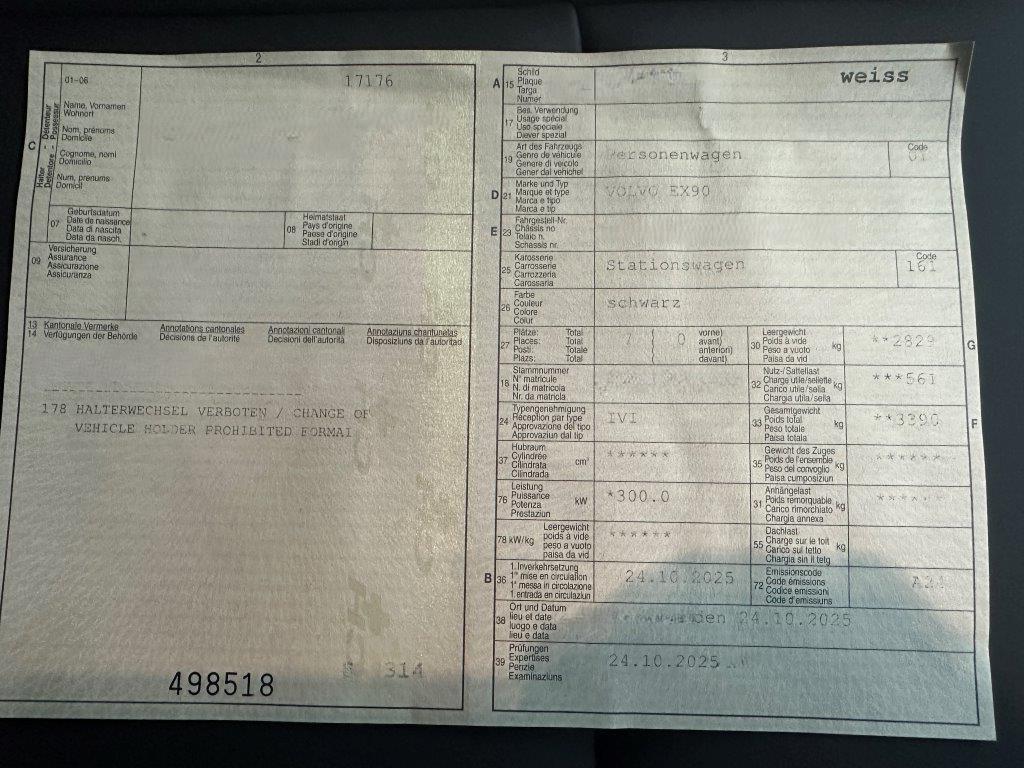 2
01-06
17176
C
Halter - Détenteur
Detentore - Possessur
Name, Vornamen
Wohnort
Nom, prénoms
Domicile
Cognome, nomi
Domicilio
Num, prenums
Domicil
07
Geburtsdatum
Date de naissance
Data di nascita
Data da nasch.
08
Heimatstaat
Pays d'origine
Paese d'origine
Stadi d'origin
09
Versicherung
Assurance
Assicurazione
Assicuranza
13
14
Kantonale Vermerke
Verfügungen der Behörde
Annotations cantonales
Décisions de l'autorité
Annotazioni cantonali
Decisioni dell'autorità
Annotaziuns chantunalas
Disposiziuns da l'autoritad
178 HALTERWECHSEL VERBOTEN / CHANGE OF
VEHICLE HOLDER PROHIBITED FORMAL
498518
314
3
A 15
Schild
Plaque
Targa
Numer
weiss
17
Bes. Verwendung
Usage spécial
Uso speciale
Diever spezial
19
Art des Fahrzeugs
Genre de véhicule
Genere di veicolo
Gener dal vehichel
Personenwagen
Code
01
D 21
Marke und Typ
Marque et type
Marca e tipo
Marca e tip
VOLVO EX90
E 23
Fahrgestell-Nr.
Châssis no
Telaio n.
Schassis nr.
25
Karosserie
Carrosserie
Carrozzeria
Carossaria
Stationswagen
Code
161
26
Farbe
Couleur
Colore
Colur
schwarz
27
Plätze: Total
Places: Total
Posti: Totale
Plazs: Total
7 ( 0
vorne)
avant)
anteriori)
davant)
30
Leergewicht
Poids à vide
Peso a vuoto
Paisa da vid
kg
**2829
G
18
Stammnummer
N° matricule
N. di matricola
Nr. da matricla
32
Nutz-/Sattellast
Charge utile/sellette
Carico utile/sella
Chargia utila/sella
kg
***561
24
Typengenehmigung
Réception par type
Approvazione del tipo
Approvaziun dal tip
IVI
33
Gesamtgewicht
Poids total
Peso totale
Paisa totala
kg
**3390
F
37
Hubraum
Cylindrée
Cilindrata
Cilindrada
cm³
******
35
Gewicht des Zuges
Poids de l'ensemble
Peso del convoglio
Paisa cumposiziun
kg
******
76
Leistung
Puissance
Potenza
Prestaziun
kW
*300.0
31
Anhängelast
Poids remorquable
Carico rimorchiato
Chargia annexa
kg
******
78 kW/kg
Leergewicht
poids à vide
peso a vuoto
paisa da vid
******
55
Dachlast
Charge sur le toit
Carico sul tetto
Chargia sin il tetg
kg
B 36
1. Inverkehrsetzung
1re mise en circulation
1a messa in circolazione
1. entrada en circulaziun
24.10.2025
72
Emissionscode
Code émissions
Codice emissioni
Code d'emissiuns
38
Ort und Datum
lieu et date
luogo e data
lieu e data
den 24.10.2025
39
Prüfungen
Expertises
Perizie
Examinaziuns
24.10.2025